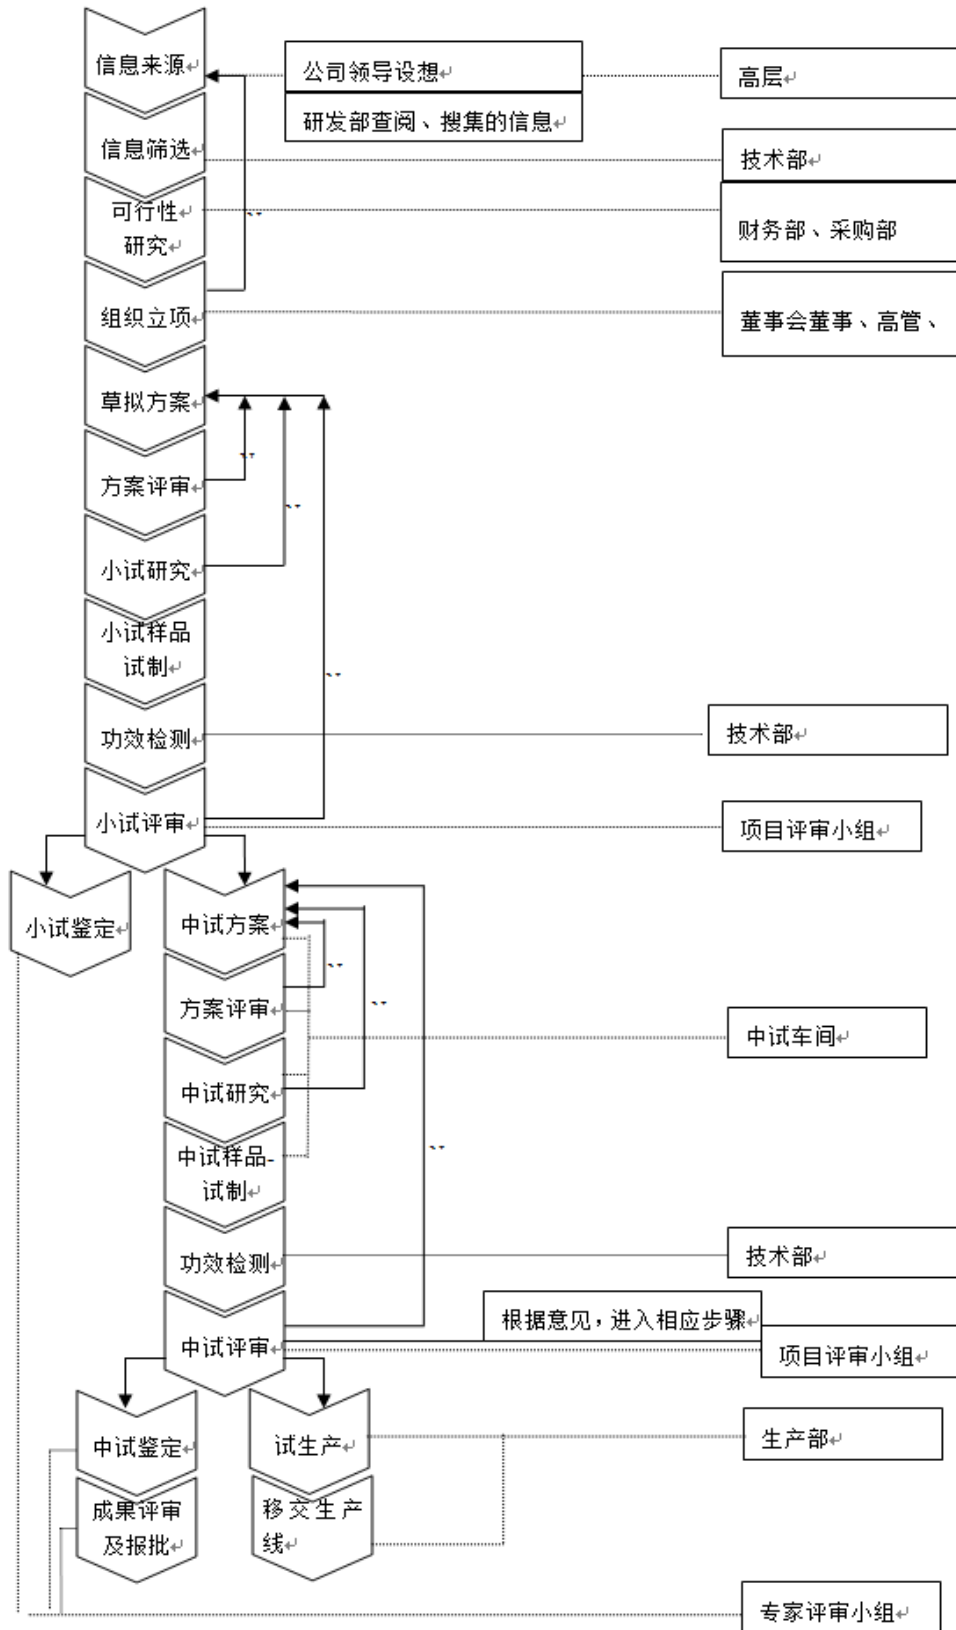 信息来源
公司领导设想
高层
研发部查阅、搜集的信息
信息筛选
技术部
可行性
研究
财务部、采购部
组织立项
董事会董事、高管、
草拟方案
方案评审
小试研究
小试样品
试制
功效检测
技术部
小试评审
项目评审小组
小试鉴定
中试方案
方案评审
中试车间
中试研究
中试样品
试制
功效检测
技术部
根据意见，进入相应步骤
中试评审
项目评审小组
中试鉴定
试生产
生产部
成果评审
及报批
移交生产
线
专家评审小组